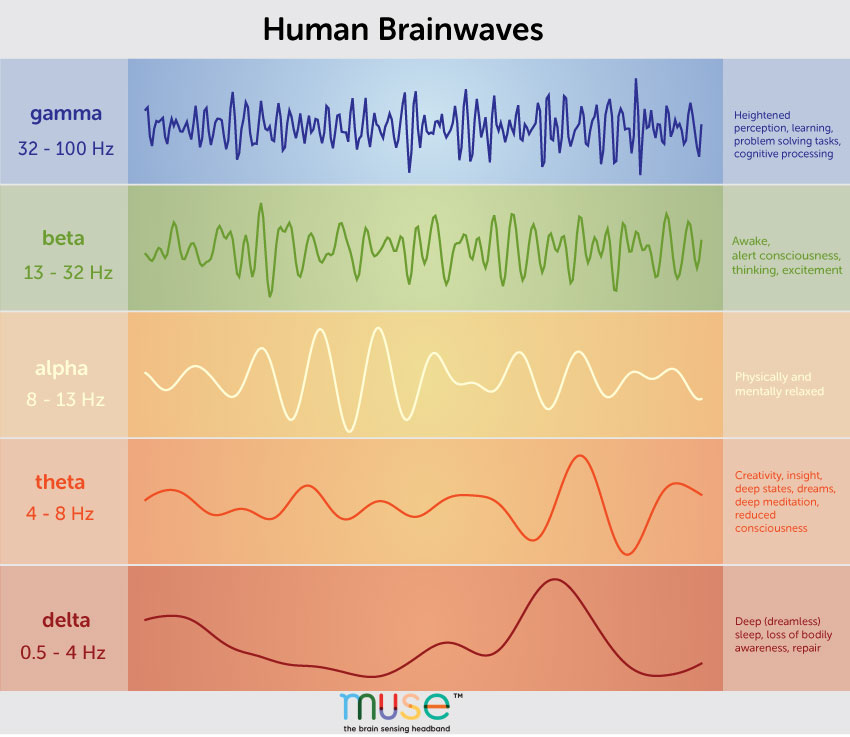 Human Brainwaves
gamma
32 - 100 Hz
Heightened
perception, learning,
problem solving tasks,
cognitive processing
beta
13 - 32 Hz
Awake,
alert consciousness,
thinking, excitement
alpha
8 - 13 Hz
Physically and
mentally relaxed
theta
4 - 8 Hz
Creativity, insight,
deep states, dreams,
deep meditation,
reduced
consciousness
delta
0.5 - 4 Hz
Deep (dreamless)
sleep, loss of bodily
awareness, repair
muse™
the brain sensing headband